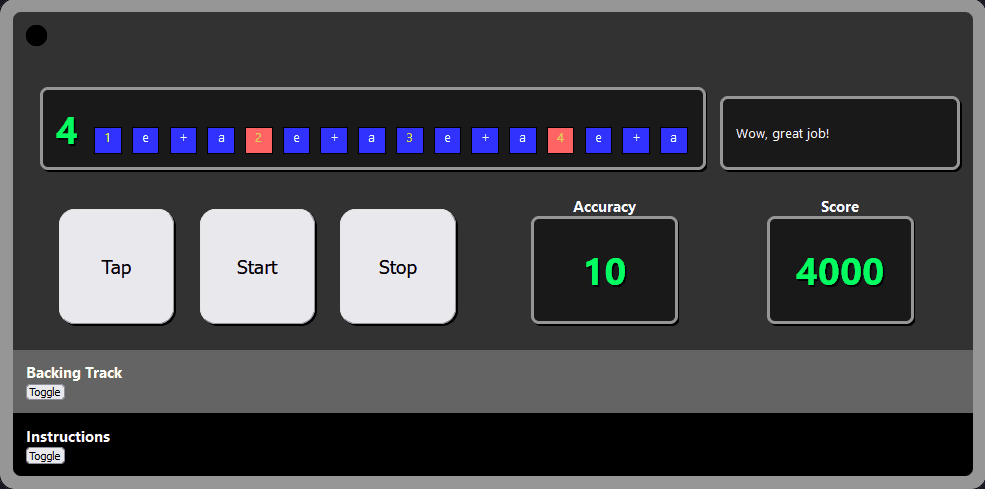 4 1 e + a 2 e + a 3 e + a 4 e + a
Wow, great job!
Tap
Start
Stop
Accuracy
10
Score
4000
Backing Track
Toggle
Instructions
Toggle